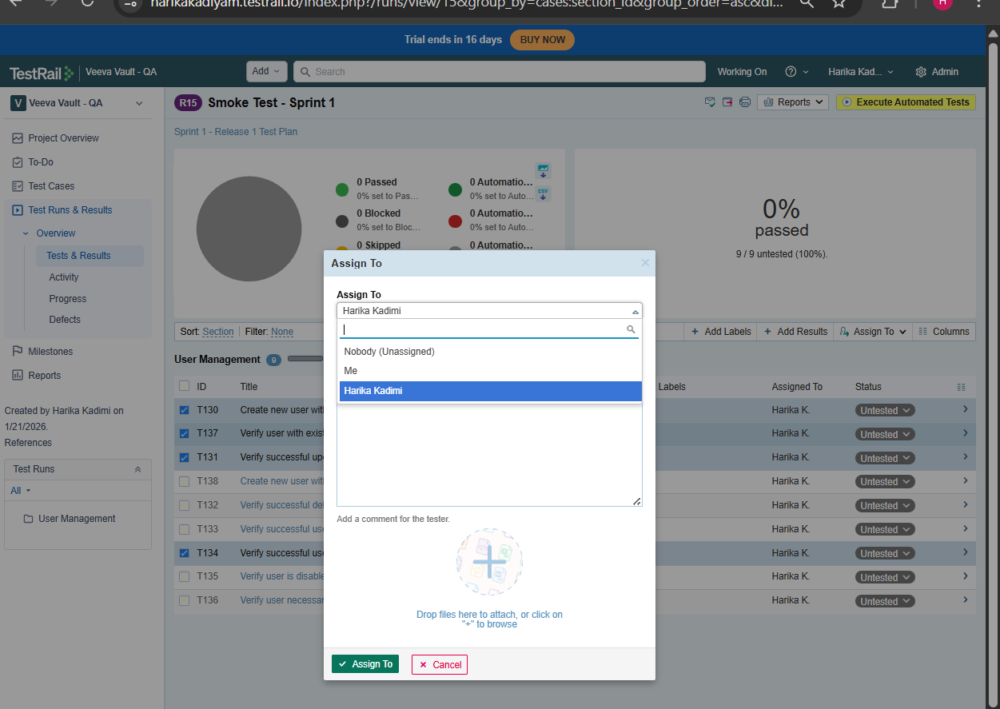 harikakadiyam.testrail.io/index.php?/runs/view/15&group_by=cases:section_id&group_order=asc&di...
H
Trial ends in 16 days BUY NOW
TestRail Veeva Vault - QA Add Search Working On Harika Kad... Admin
V Veeva Vault - QA
Project Overview
To-Do
Test Cases
Test Runs & Results
Overview
Tests & Results
Activity
Progress
Defects
Milestones
Reports
Created by Harika Kadimi on
1/21/2026.
References
Test Runs
All
User Management
R15 Smoke Test - Sprint 1 Reports Execute Automated Tests
Sprint 1 - Release 1 Test Plan
0 Passed
0% set to Pas...
0 Blocked
0% set to Bloc...
0 Skipped
0 Automatio...
0% set to Auto...
0 Automatio...
0% set to Auto...
0 Automatio...
CSV
0%
passed
9 / 9 untested (100%).
Sort: Section Filter: None Add Labels Add Results Assign To Columns
User Management 9
ID Title Labels Assigned To Status
T130 Create new user with Harika K. Untested
T137 Verify user with exis Harika K. Untested
T131 Verify successful up Harika K. Untested
T138 Create new user wit Harika K. Untested
T132 Verify successful de Harika K. Untested
T133 Verify successful use Harika K. Untested
T134 Verify successful use Harika K. Untested
T135 Verify user is disable Harika K. Untested
T136 Verify user necessar Harika K. Untested
Assign To
Assign To
Harika Kadimi
Nobody (Unassigned)
Me
Harika Kadimi
Add a comment for the tester.
Drop files here to attach, or click on
"+" to browse
Assign To Cancel